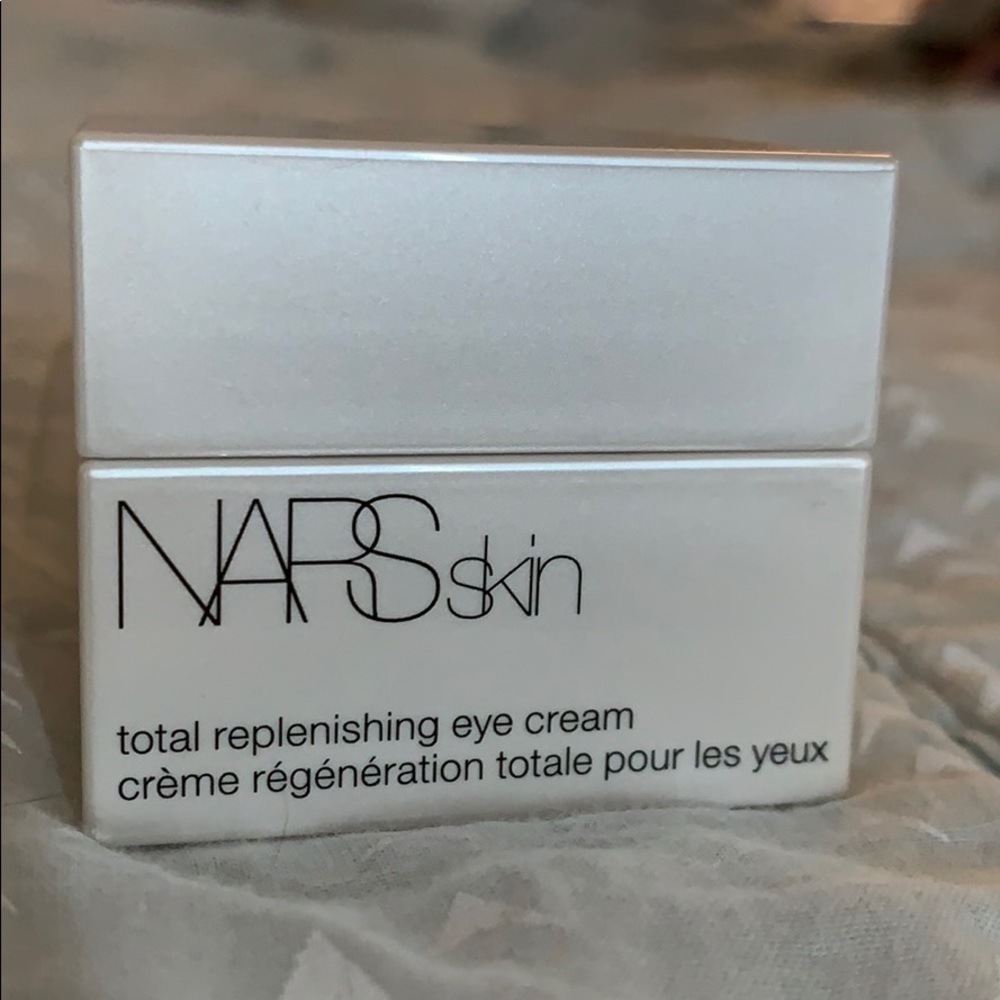 NARSskin
total replenishing eye cream
crème régénération totale pour les yeux